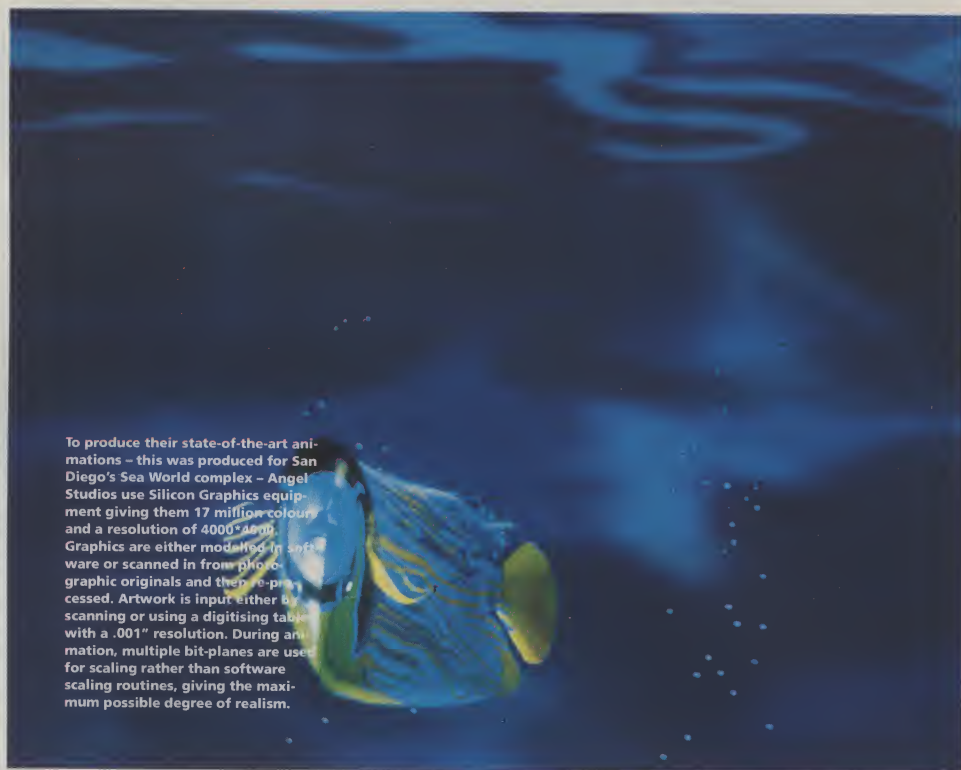 To produce their state-of-the-art ani-
mations – this was produced for San
Diego's Sea World complex – Angel
Studios use Silicon Graphics equip-
ment giving them 17 million colours
and a resolution of 4000*4000.
Graphics are either modelled in soft-
ware or scanned in from photo-
graphic originals and then re-pro-
cessed. Artwork is input either by
scanning or using a digitising table
with a .001" resolution. During ani-
mation, multiple bit-planes are used
for scaling rather than software
scaling routines, giving the maxi-
mum possible degree of realism.